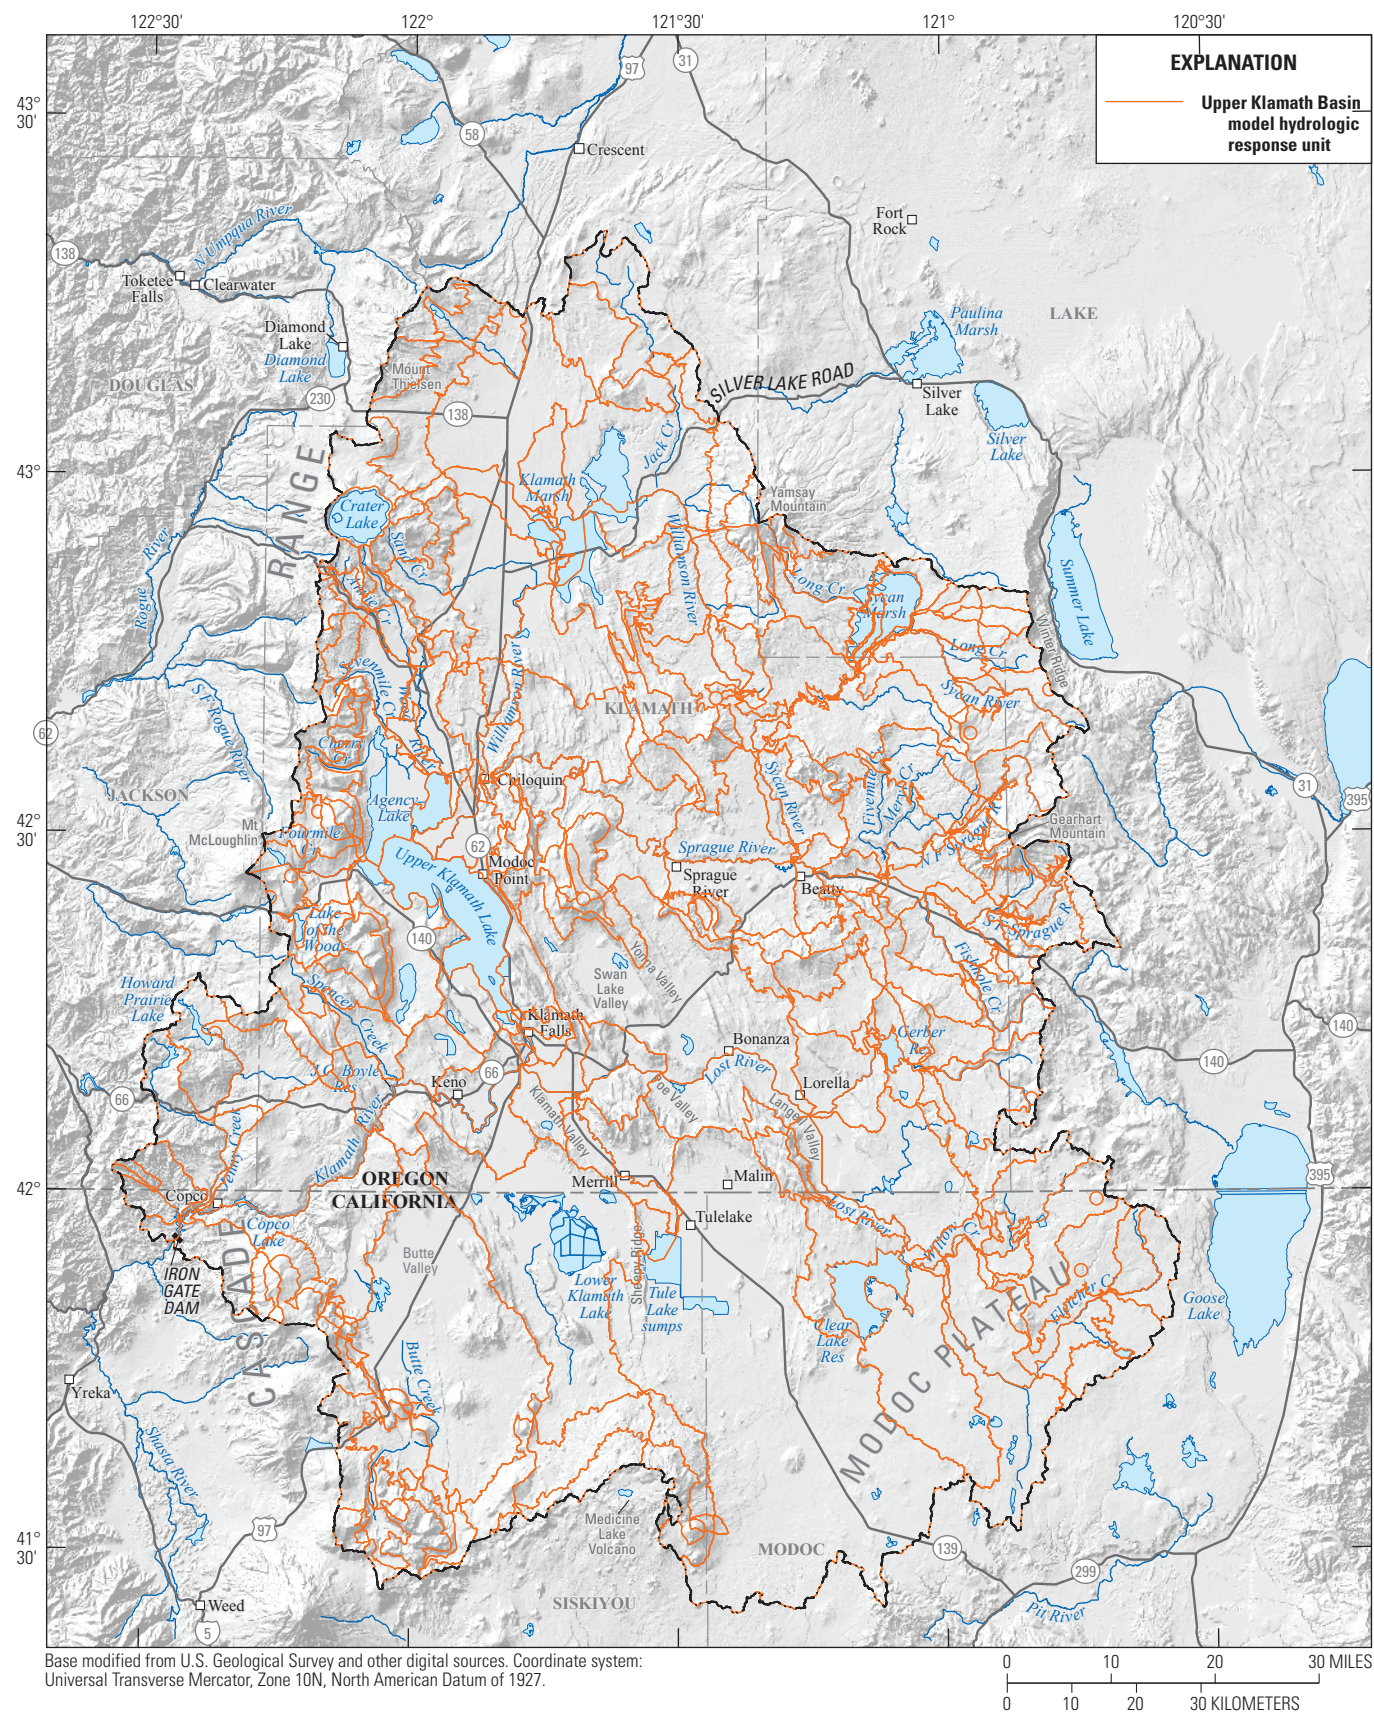 122°30'
122°
121°30'
121°
120°30'
43°
30'
43°
42°
30'
42°
41°
30'
EXPLANATION
Upper Klamath Basin
model hydrologic
response unit
97
31
58
Crescent
Fort
Rock
138
N Umpqua River
Toketee
Falls
Clearwater
Diamond
Lake
Diamond
Lake
Paulina
Marsh
LAKE
DOUGLAS
Mount
Thielsen
230
138
SILVER LAKE ROAD
Silver
Lake
Silver
Lake
Jack Cr
RANGE
Klamath
Marsh
Yamsay
Mountain
Crater
Lake
Sand Cr
Williamson River
Rogue
River
Annie Cr
Long Cr
Sycan
Marsh
Summer Lake
Winter Ridge
Long Cr
Sevenmile Cr
Wood
River
Williamson River
Sycan River
S F Rogue River
KLAMATH
62
Cherry
Cr
Chiloquin
Sycan River
Fivemile Cr
Meryl Cr
31
395
JACKSON
Agency
Lake
Mt
McLoughlin
Fourmile
Cr
62
Modoc
Point
Upper Klamath Lake
Sprague River
Sprague
River
Beatty
N F Sprague R
Gearhart
Mountain
Lake
of the
Woods
140
S F Sprague R
Fishhole Cr
Yonna Valley
Swan
Lake
Valley
Howard
Prairie
Lake
Spencer
Creek
Klamath
Falls
Bonanza
Gerber
Res
140
140
J.C. Boyle
Res
Keno
66
66
Lost River
Poe Valley
Lorella
Langell Valley
Klamath Valley
Jenny Creek
Klamath River
OREGON
CALIFORNIA
Merrill
Malin
395
Copco
Copco
Lake
Tulelake
Lost River
Willow Cr
Butte
Valley
IRON
GATE
DAM
Lower
Klamath
Lake
Sheepy Ridge
Tule
Lake
sumps
Clear
Lake
Res
Fletcher C
Goose
Lake
CASCADE
MODOC PLATEAU
Yreka
Butte Creek
Shasta River
97
Medicine
Lake
Volcano
MODOC
139
299
SISKIYOU
Pit River
Weed
5
Base modified from U.S. Geological Survey and other digital sources. Coordinate system:
Universal Transverse Mercator, Zone 10N, North American Datum of 1927.
0 10 20 30 MILES
0 10 20 30 KILOMETERS